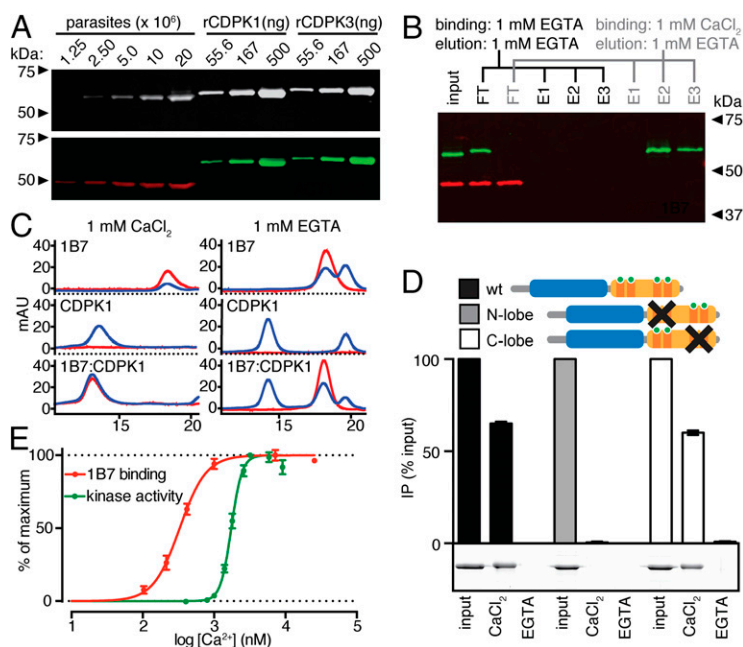 A
parasites (x 10⁶)
rCDPK1(ng)
rCDPK3(ng)
kDa:
1.25
2.50
5.0
10
20
55.6
167
500
55.6
167
500
75
50
75
50
B
binding: 1 mM EGTA
elution: 1 mM EGTA
binding: 1 mM CaCl₂
elution: 1 mM EGTA
input
FT
FT
E1
E2
E3
E1
E2
E3
kDa
75
50
37
1B7
C
1 mM CaCl₂
1 mM EGTA
mAU
40
20
0
1B7
1B7
40
20
0
CDPK1
CDPK1
40
20
0
1B7:CDPK1
1B7:CDPK1
15
20
15
20
D
wt
N-lobe
C-lobe
IP (% input)
100
50
0
input
CaCl₂
EGTA
input
CaCl₂
EGTA
input
CaCl₂
EGTA
E
% of maximum
100
50
0
1B7 binding
kinase activity
1
2
3
4
5
log [Ca²⁺] (nM)